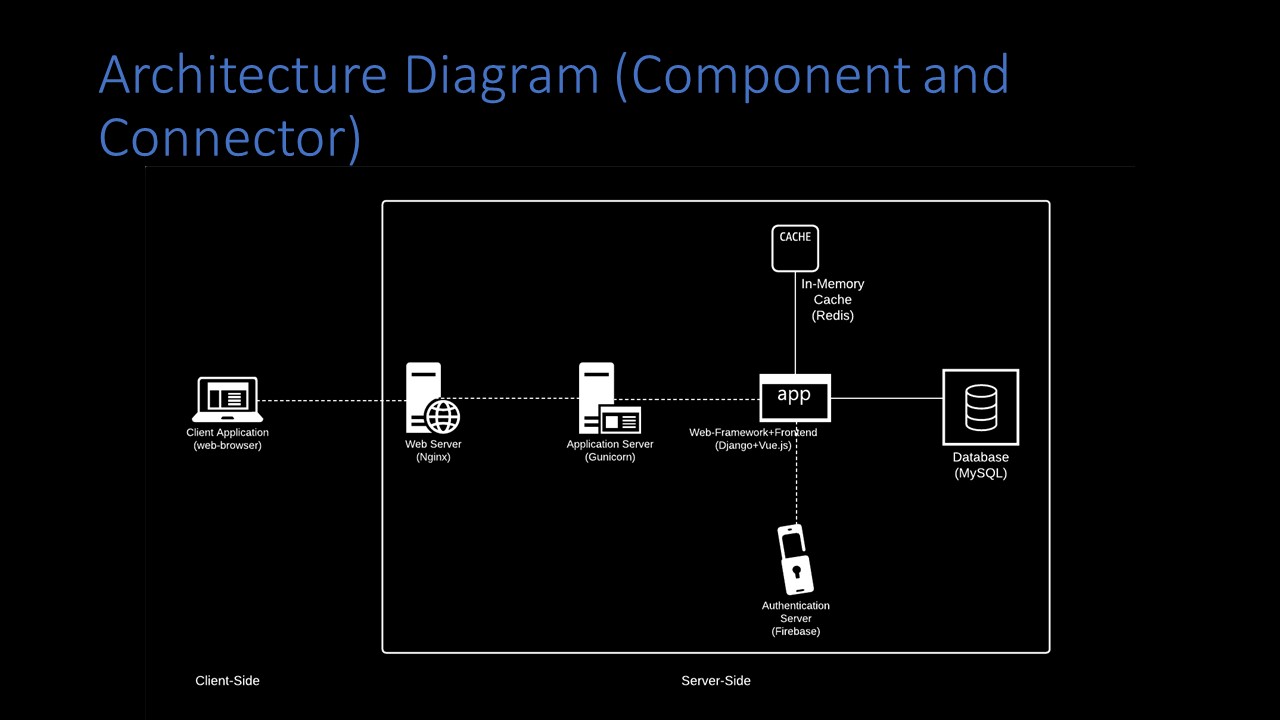 Architecture Diagram (Component and
Connector)
CACHE
In-Memory
Cache
(Redis)
app
Client Application
(web-browser)
Web Server
(Nginx)
Application Server
(Gunicorn)
Web-Framework+Frontend
(Django+Vue.js)
Database
(MySQL)
Authentication
Server
(Firebase)
Client-Side
Server-Side